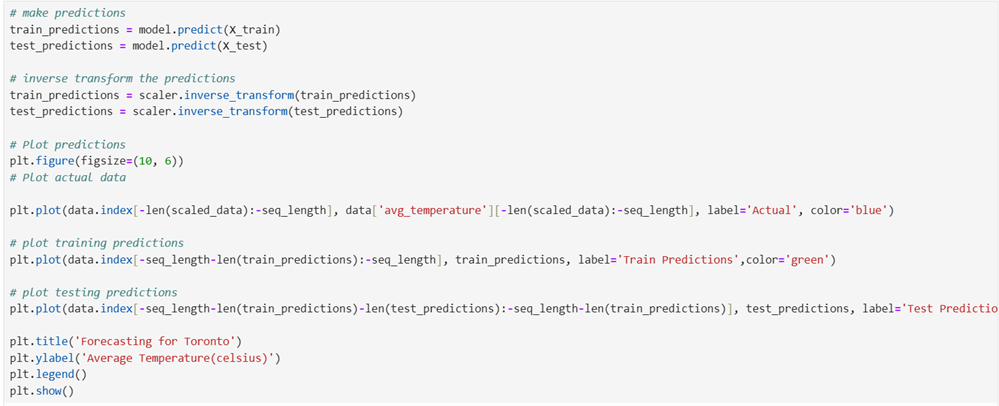 # make predictions
train_predictions = model.predict(X_train)
test_predictions = model.predict(X_test)
# inverse transform the predictions
train_predictions = scaler.inverse_transform(train_predictions)
test_predictions = scaler.inverse_transform(test_predictions)
# Plot predictions
plt.figure(figsize=(10, 6))
# Plot actual data
plt.plot(data.index[-len(scaled_data):-seq_length], data['avg_temperature'][-len(scaled_data):-seq_length], label='Actual', color='blue')
# plot training predictions
plt.plot(data.index[-seq_length-len(train_predictions):-seq_length], train_predictions, label='Train Predictions',color='green')
# plot testing predictions
plt.plot(data.index[-seq_length-len(train_predictions)-len(test_predictions):-seq_length-len(train_predictions)], test_predictions, label='Test Predictio
plt.title('Forecasting for Toronto')
plt.ylabel('Average Temperature(celsius)')
plt.legend()
plt.show()